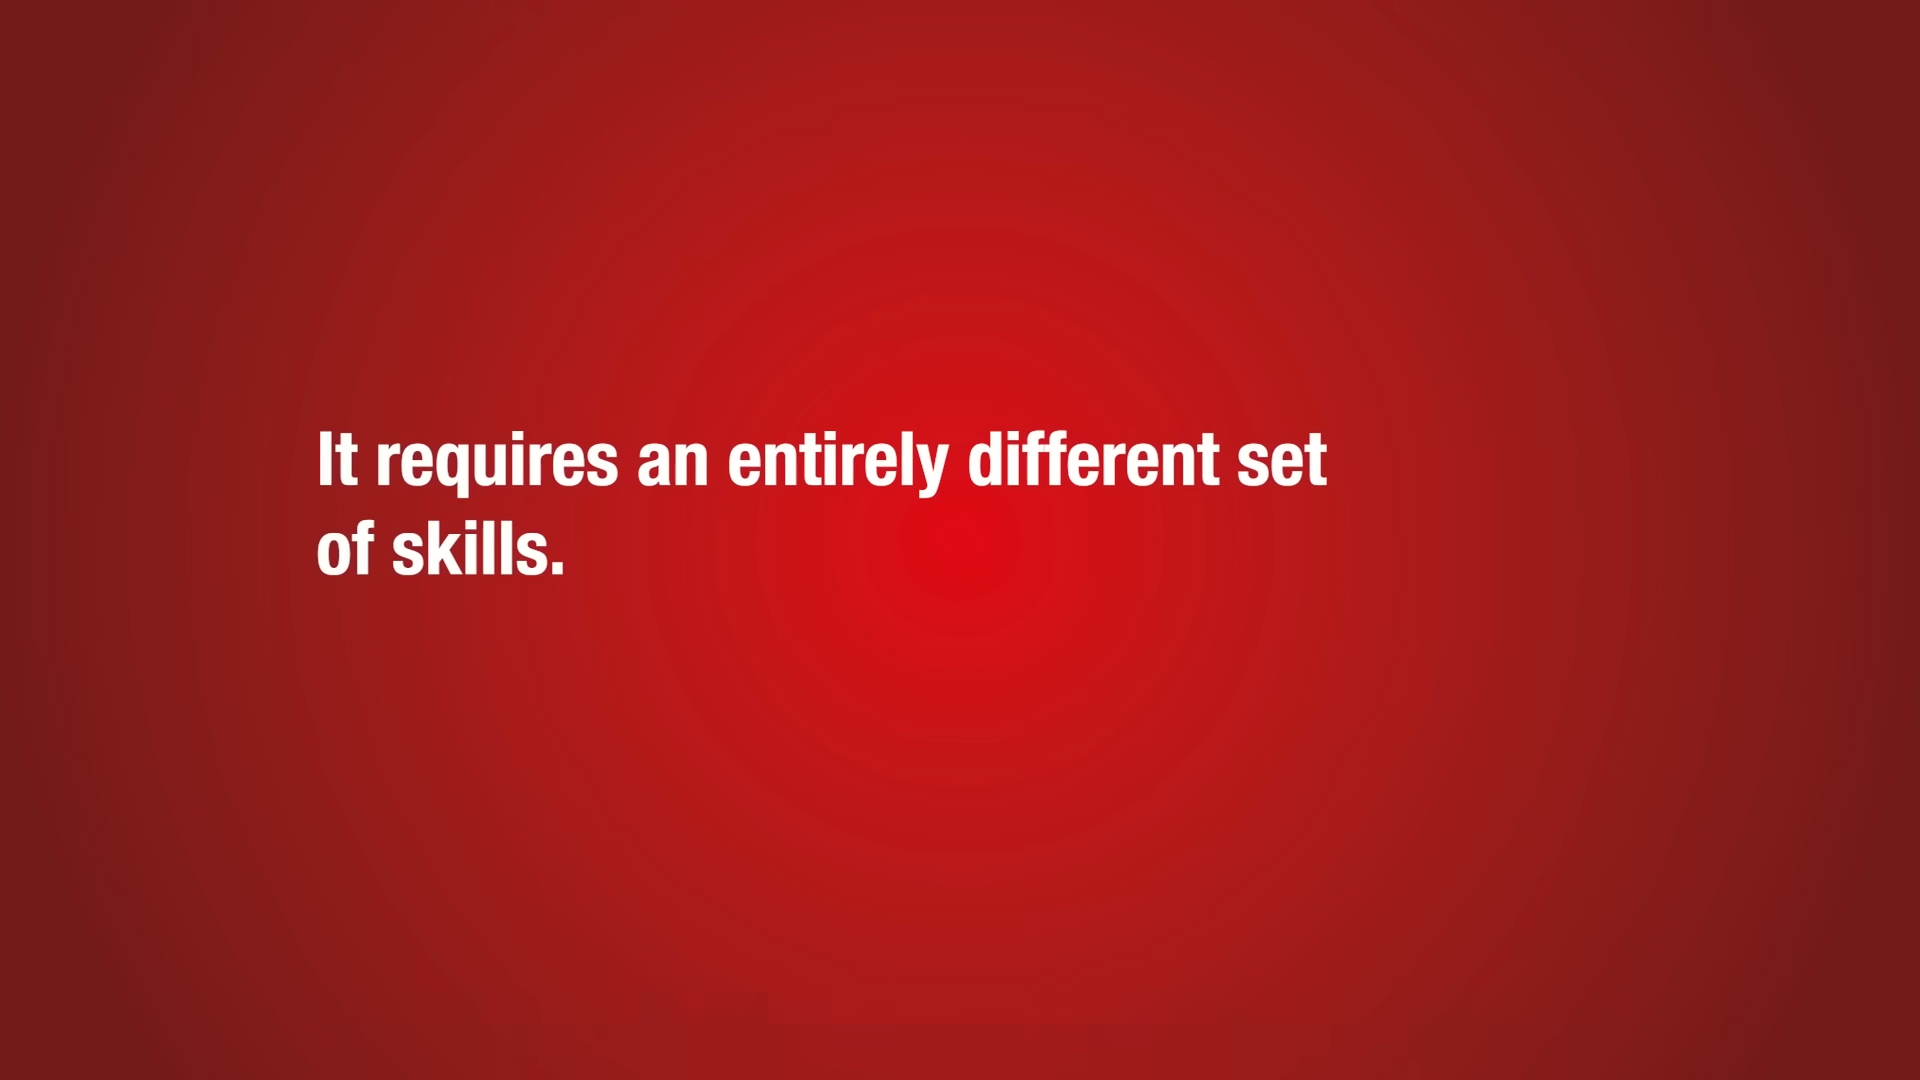 It requires an entirely different set
of skills.